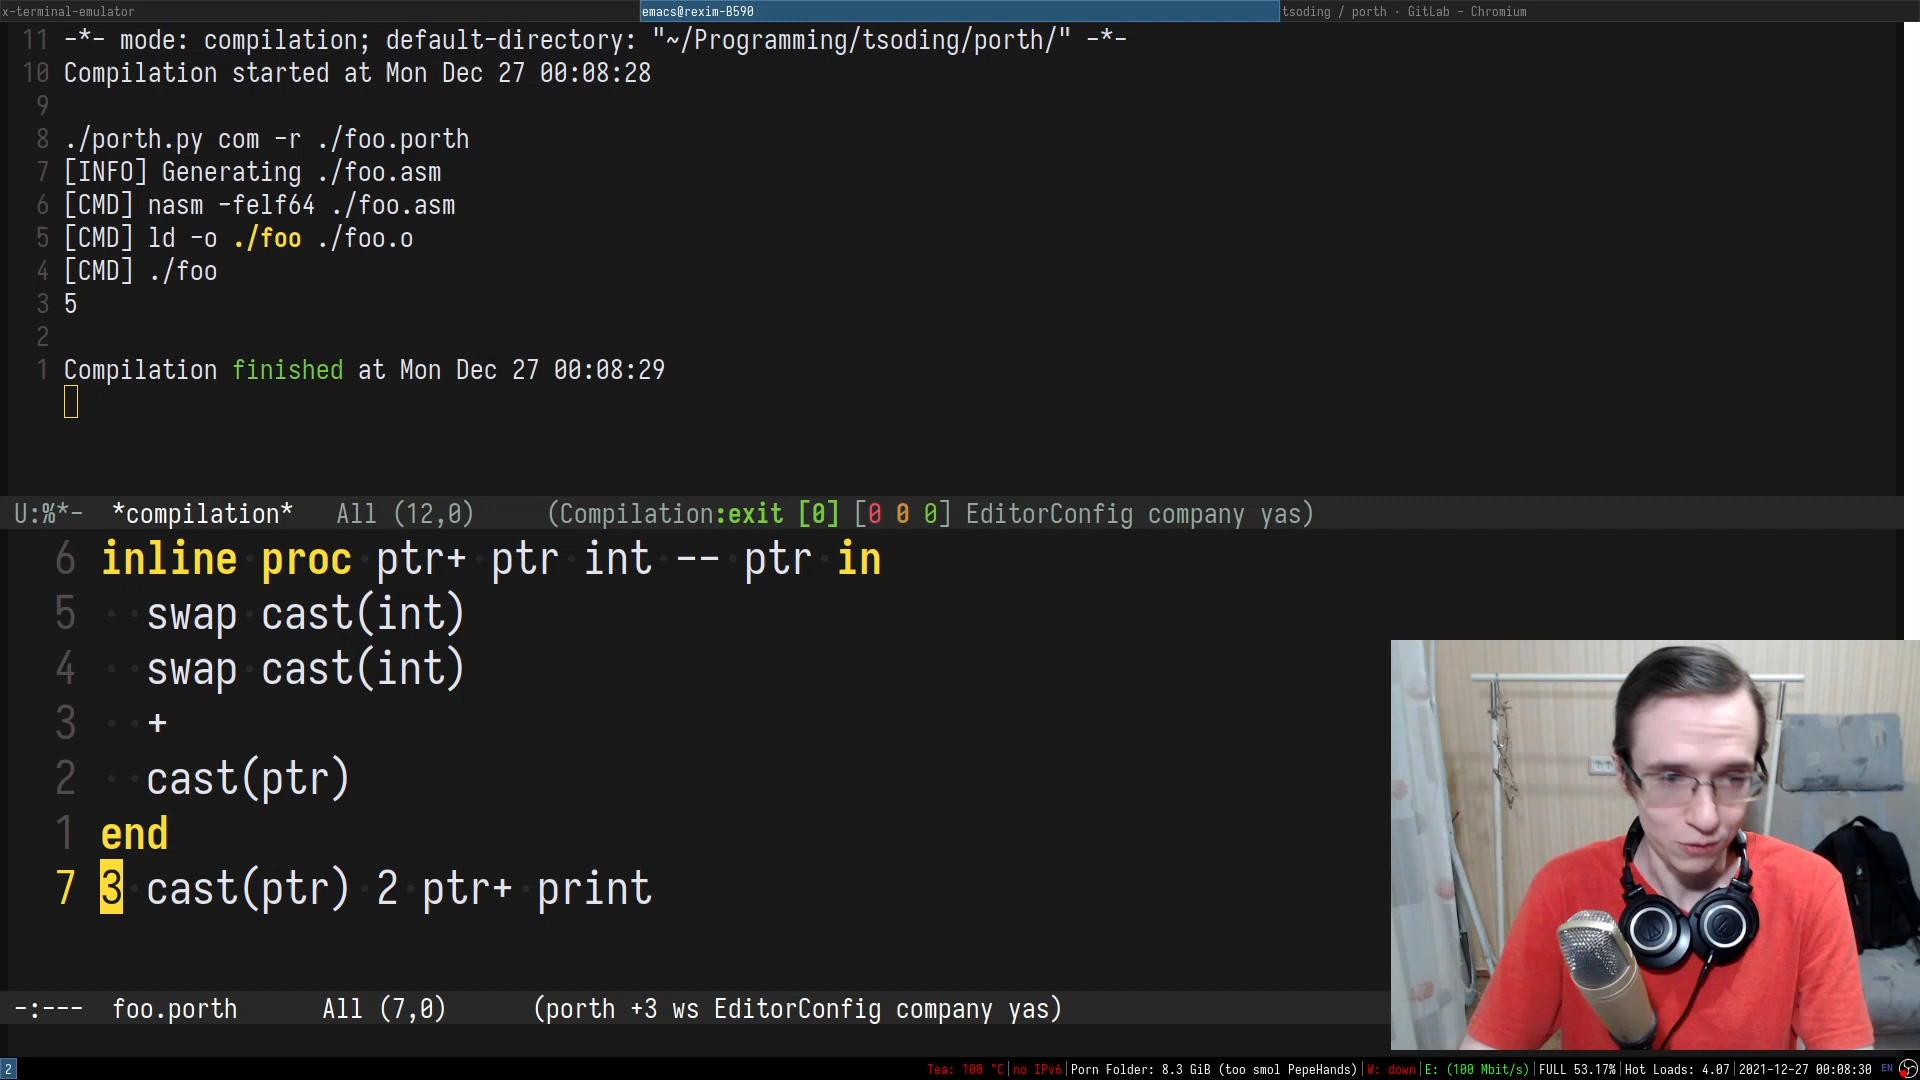 x-terminal-emulator
emacs@rexim-B590
tsoding / porth · GitLab - Chromium
11 -*- mode: compilation; default-directory: "~/Programming/tsoding/porth/" -*-
10 Compilation started at Mon Dec 27 00:08:28
9
8 ./porth.py com -r ./foo.porth
7 [INFO] Generating ./foo.asm
6 [CMD] nasm -felf64 ./foo.asm
5 [CMD] ld -o ./foo ./foo.o
4 [CMD] ./foo
3 5
2
1 Compilation finished at Mon Dec 27 00:08:29
U:%*-  *compilation*   All (12,0)     (Compilation:exit [0] [0 0 0] EditorConfig company yas)
6 inline proc ptr+ ptr int -- ptr in
5 swap cast(int)
4 swap cast(int)
3 +
2 cast(ptr)
1 end
7 3 cast(ptr) 2 ptr+ print
-:---  foo.porth      All (7,0)      (porth +3 ws EditorConfig company yas)
2
Tea: 100 °C|no IPv6|Porn Folder: 8.3 GiB (too smol PepeHands)|W: down|E: (100 Mbit/s)|FULL 53.17%|Hot Loads: 4.07|2021-12-27 00:08:30 EN